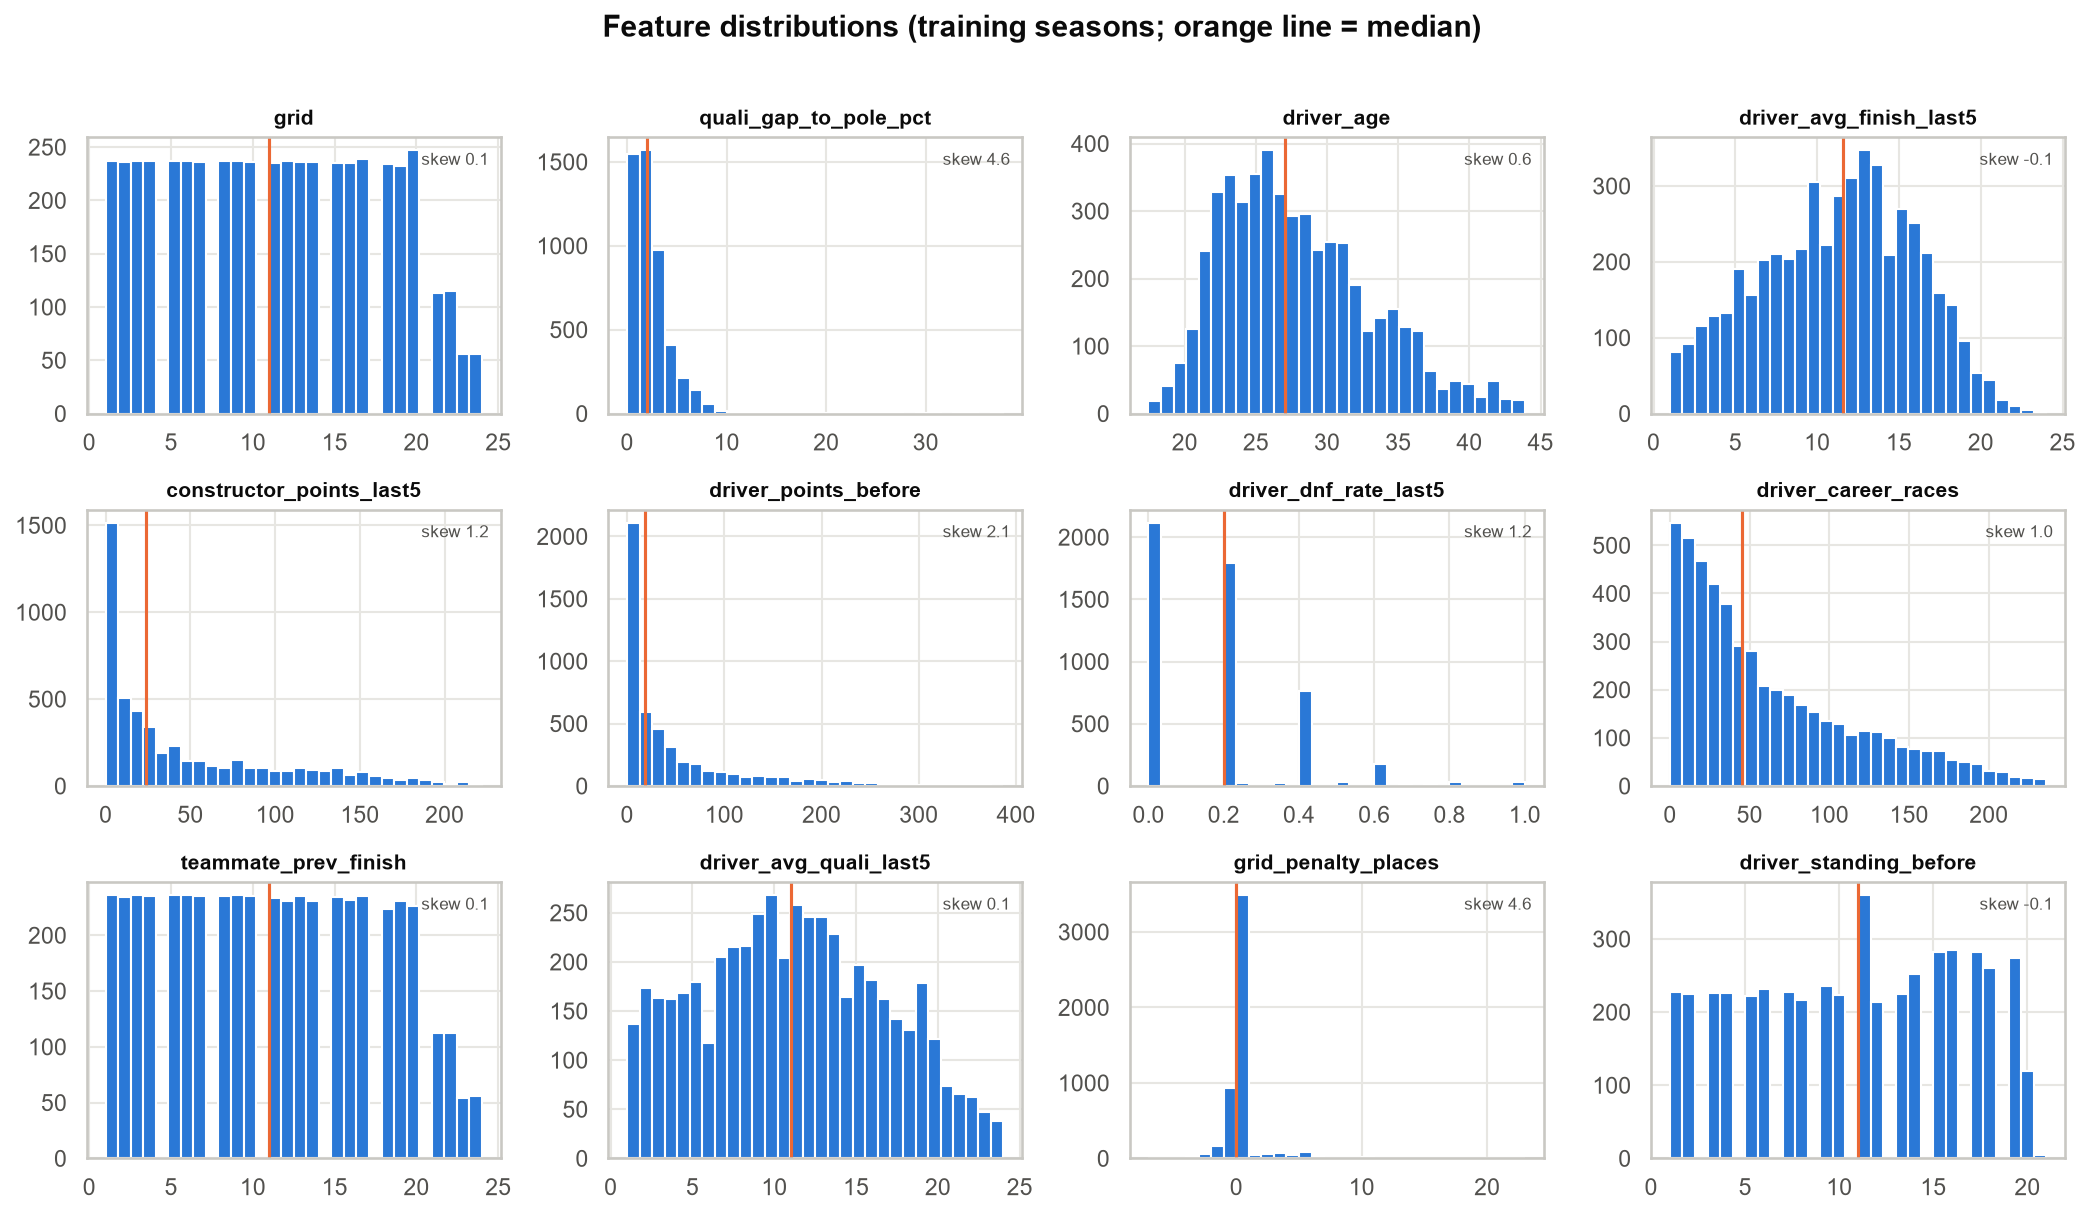 Feature distributions (training seasons; orange line = median)
grid
skew 0.1
250
200
150
100
50
0
0 5 10 15 20 25
quali_gap_to_pole_pct
skew 4.6
1500
1000
500
0
0 10 20 30
driver_age
skew 0.6
400
300
200
100
0
20 25 30 35 40 45
driver_avg_finish_last5
skew -0.1
300
200
100
0
0 5 10 15 20 25
constructor_points_last5
skew 1.2
1500
1000
500
0
0 50 100 150 200
driver_points_before
skew 2.1
2000
1500
1000
500
0
0 100 200 300 400
driver_dnf_rate_last5
skew 1.2
2000
1500
1000
500
0
0.0 0.2 0.4 0.6 0.8 1.0
driver_career_races
skew 1.0
500
400
300
200
100
0
0 50 100 150 200
teammate_prev_finish
skew 0.1
200
150
100
50
0
0 5 10 15 20 25
driver_avg_quali_last5
skew 0.1
250
200
150
100
50
0
0 5 10 15 20 25
grid_penalty_places
skew 4.6
3000
2000
1000
0
0 10 20
driver_standing_before
skew -0.1
300
200
100
0
0 5 10 15 20